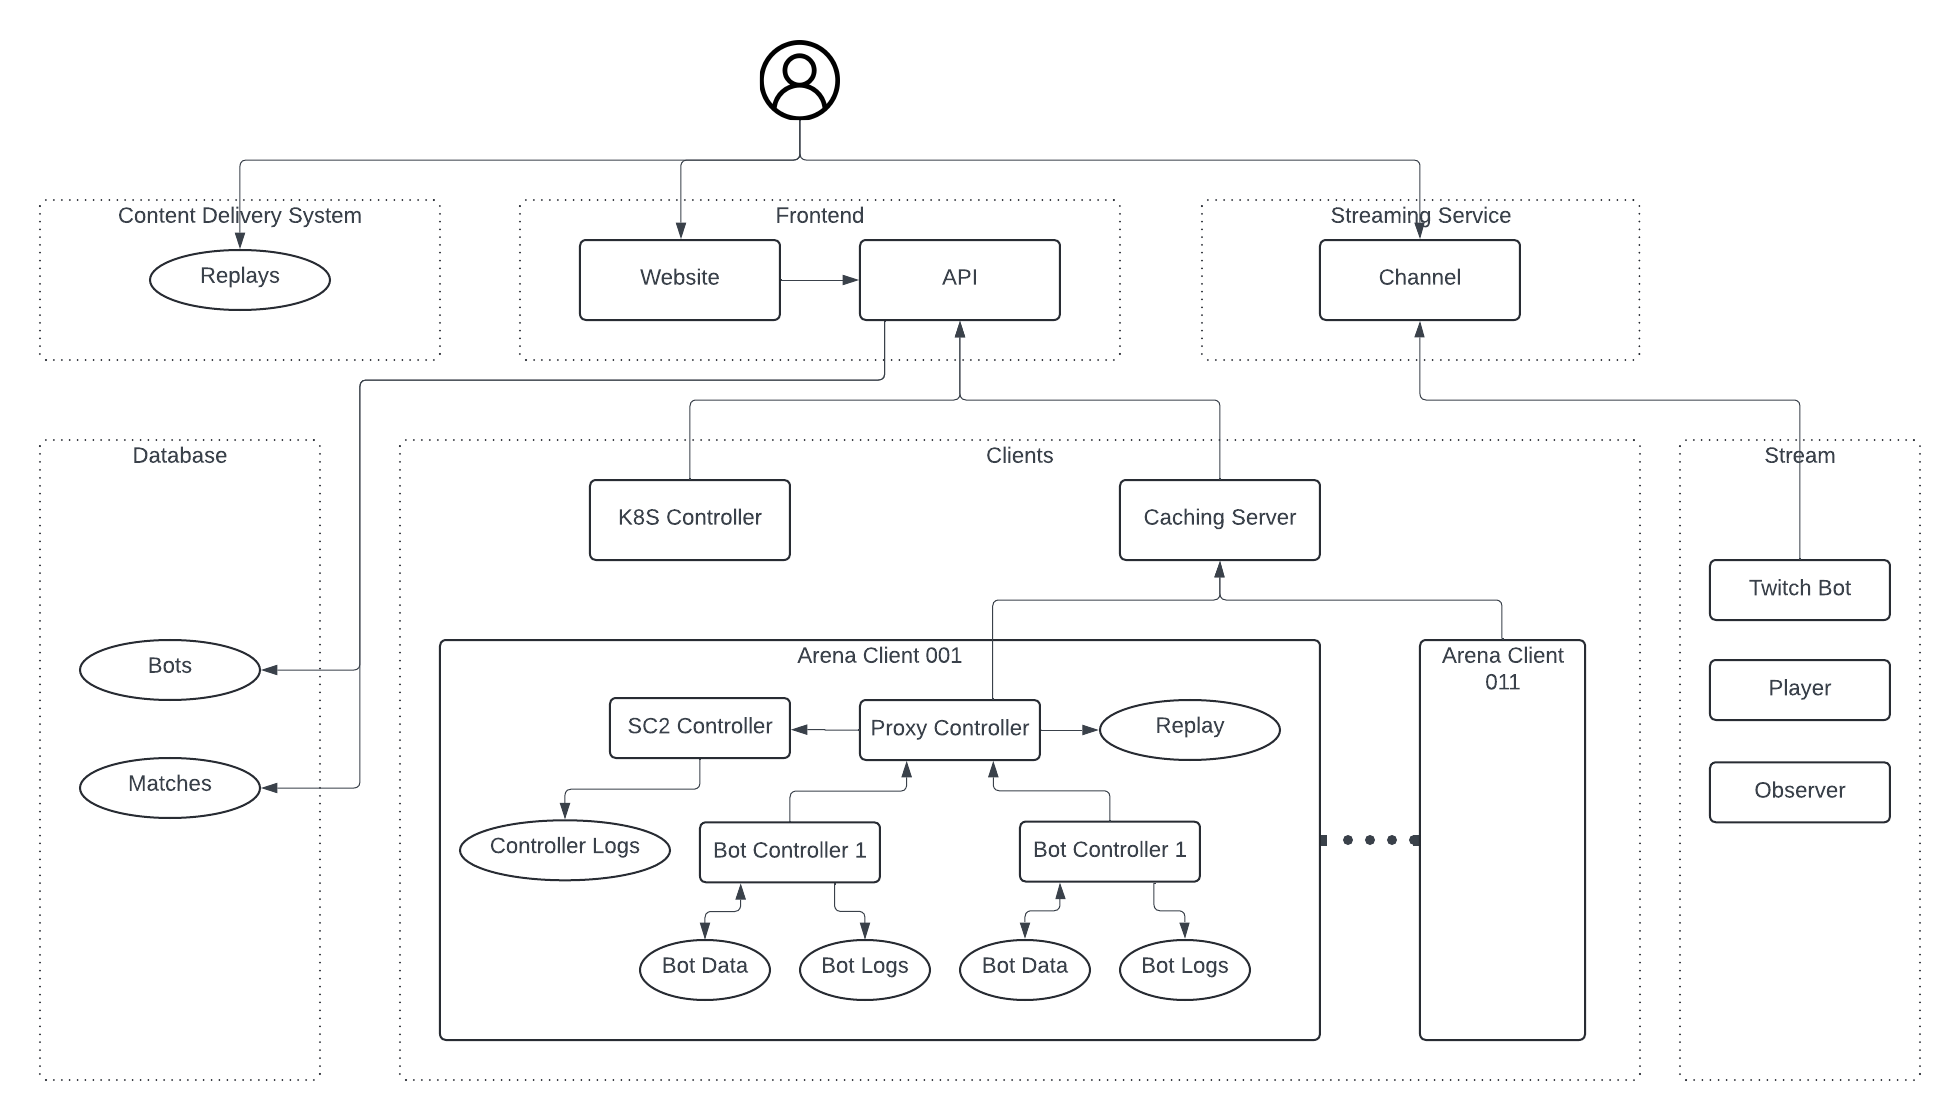 Content Delivery System
Frontend
Streaming Service
Replays
Website
API
Channel
Database
Clients
Stream
K8S Controller
Caching Server
Twitch Bot
Arena Client 001
Arena Client
011
Bots
Player
SC2 Controller
Proxy Controller
Replay
Matches
Observer
Controller Logs
Bot Controller 1
Bot Controller 1
Bot Data
Bot Logs
Bot Data
Bot Logs